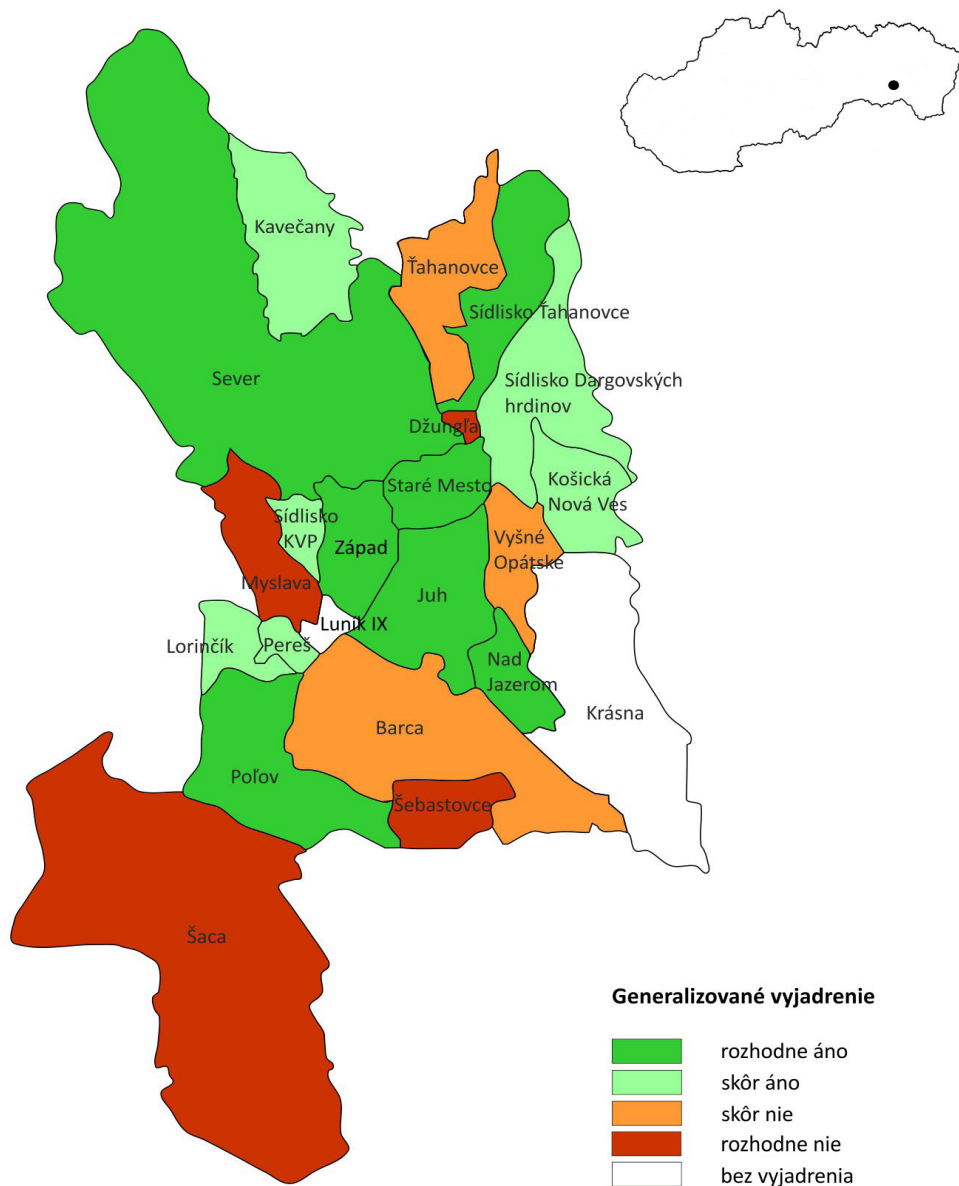 Kavečany
Ťahanovce
Sídlisko Ťahanovce
Sever
Sídlisko Dargovských
hrdinov
Džungľa
Staré Mesto
Košická
Nová Ves
Sídlisko
KVP
Západ
Vyšné
Opátske
Myslava
Juh
Luník IX
Lorinčík
Pereš
Nad
Jazerom
Krásna
Barca
Poľov
Šebastovce
Šaca
Generalizované vyjadrenie
rozhodne áno
skôr áno
skôr nie
rozhodne nie
bez vyjadrenia